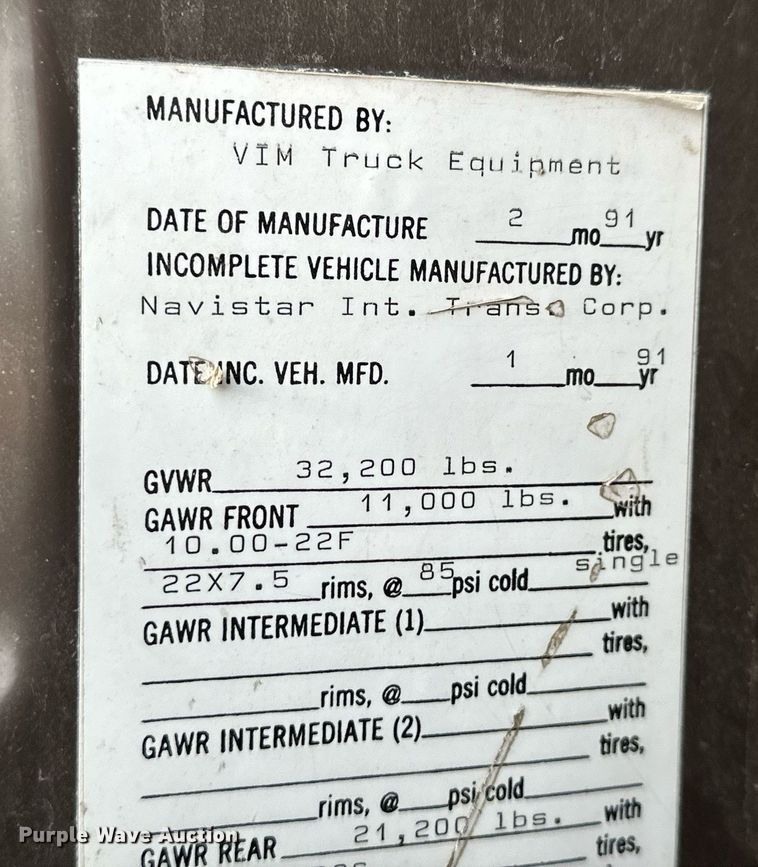 MANUFACTURED BY:
VIM Truck Equipment
DATE OF MANUFACTURE 2 mo 91 yr
INCOMPLETE VEHICLE MANUFACTURED BY:
Navistar Int. Trans. Corp.
DATE INC. VEH. MFD. 1 mo 91 yr
GVWR 32,200 lbs.
GAWR FRONT 11,000 lbs. with
10.00-22F tires,
22X7.5 rims, @ 85 psi cold single
GAWR INTERMEDIATE (1) with
tires,
rims, @ psi cold
GAWR INTERMEDIATE (2) with
tires,
rims, @ psi cold
GAWR REAR 21,200 lbs. with
tires,
Purple Wave Auction